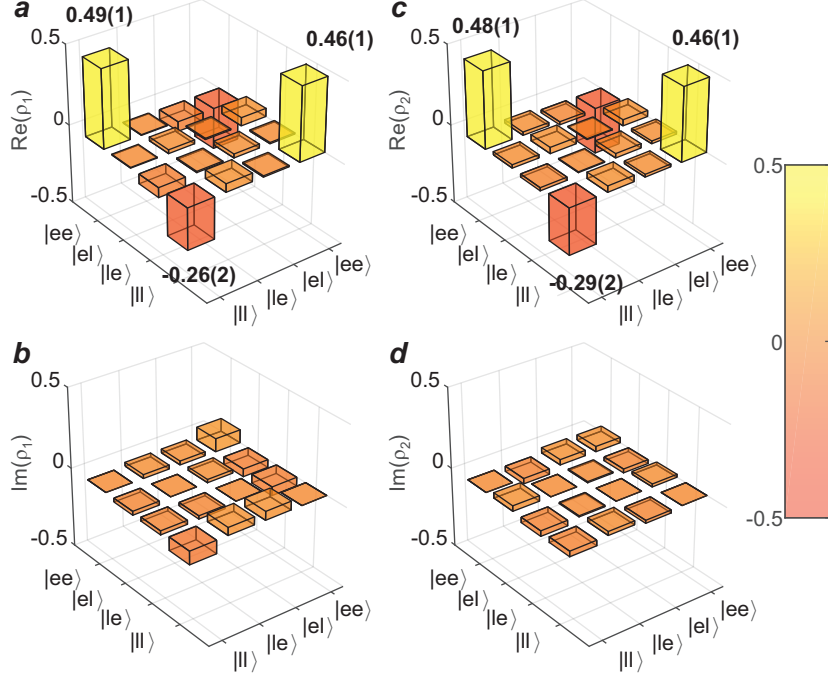 a
0.49(1)
0.46(1)
0.5
0
-0.5
Re(ρ₁)
|ee⟩
|el⟩
|le⟩
|ll⟩
-0.26(2)
|ll⟩
|le⟩
|el⟩
|ee⟩
c
0.48(1)
0.46(1)
0.5
0
-0.5
Re(ρ₂)
|ee⟩
|el⟩
|le⟩
|ll⟩
-0.29(2)
|ll⟩
|le⟩
|el⟩
|ee⟩
b
0.5
0
-0.5
Im(ρ₁)
|ee⟩
|el⟩
|le⟩
|ll⟩
|ll⟩
|le⟩
|el⟩
|ee⟩
d
0.5
0
-0.5
Im(ρ₂)
|ee⟩
|el⟩
|le⟩
|ll⟩
|ll⟩
|le⟩
|el⟩
|ee⟩
0.5
0
-0.5